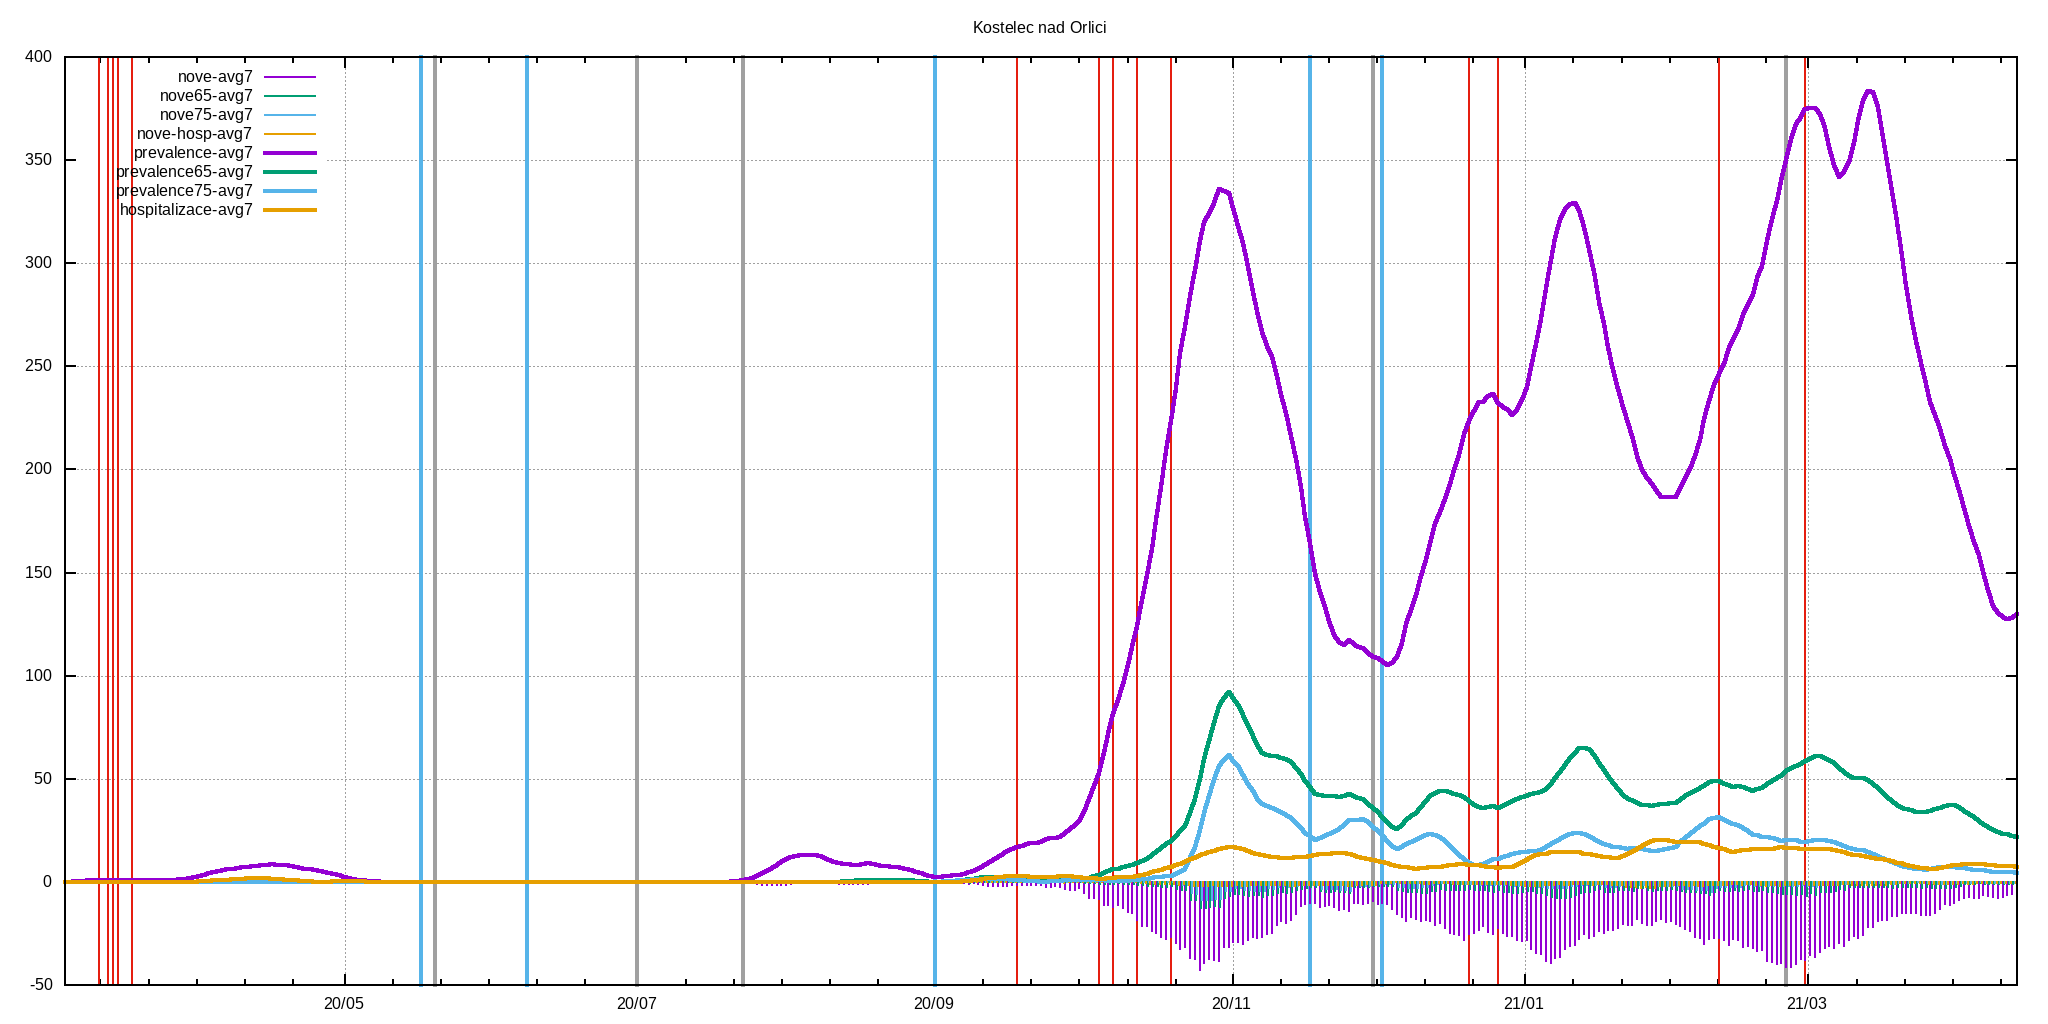 Kostelec nad Orlici
400
350
300
250
200
150
100
50
0
-50
nove-avg7
nove65-avg7
nove75-avg7
nove-hosp-avg7
prevalence-avg7
prevalence65-avg7
prevalence75-avg7
hospitalizace-avg7
20/05
20/07
20/09
20/11
21/01
21/03